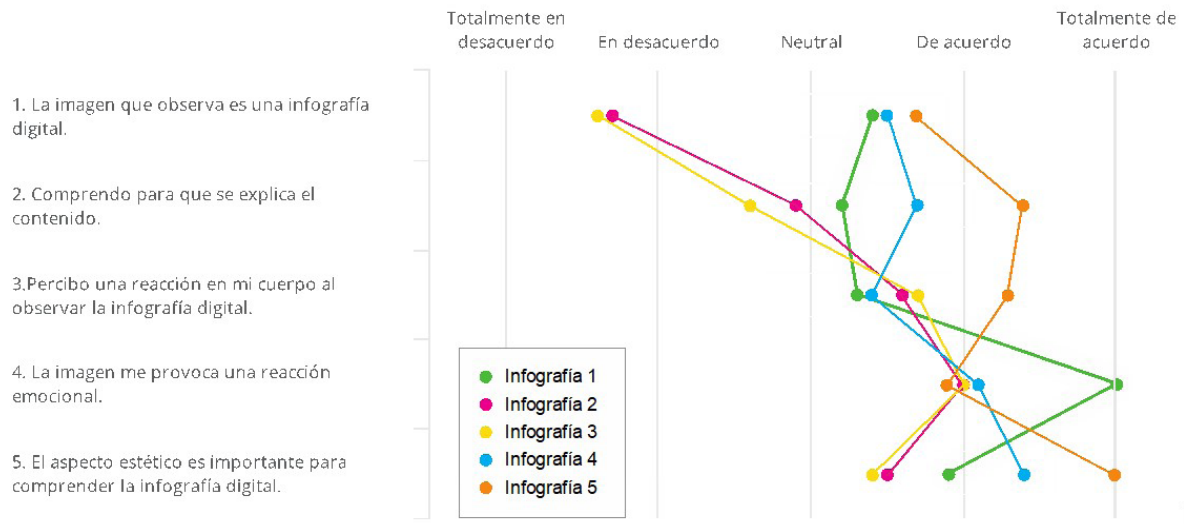 Totalmente en
desacuerdo
En desacuerdo
Neutral
De acuerdo
Totalmente de
acuerdo
1. La imagen que observa es una infografía
digital.
2. Comprendo para que se explica el
contenido.
3.Percibo una reacción en mi cuerpo al
observar la infografía digital.
4. La imagen me provoca una reacción
emocional.
5. El aspecto estético es importante para
comprender la infografía digital.
Infografía 1
Infografía 2
Infografía 3
Infografía 4
Infografía 5